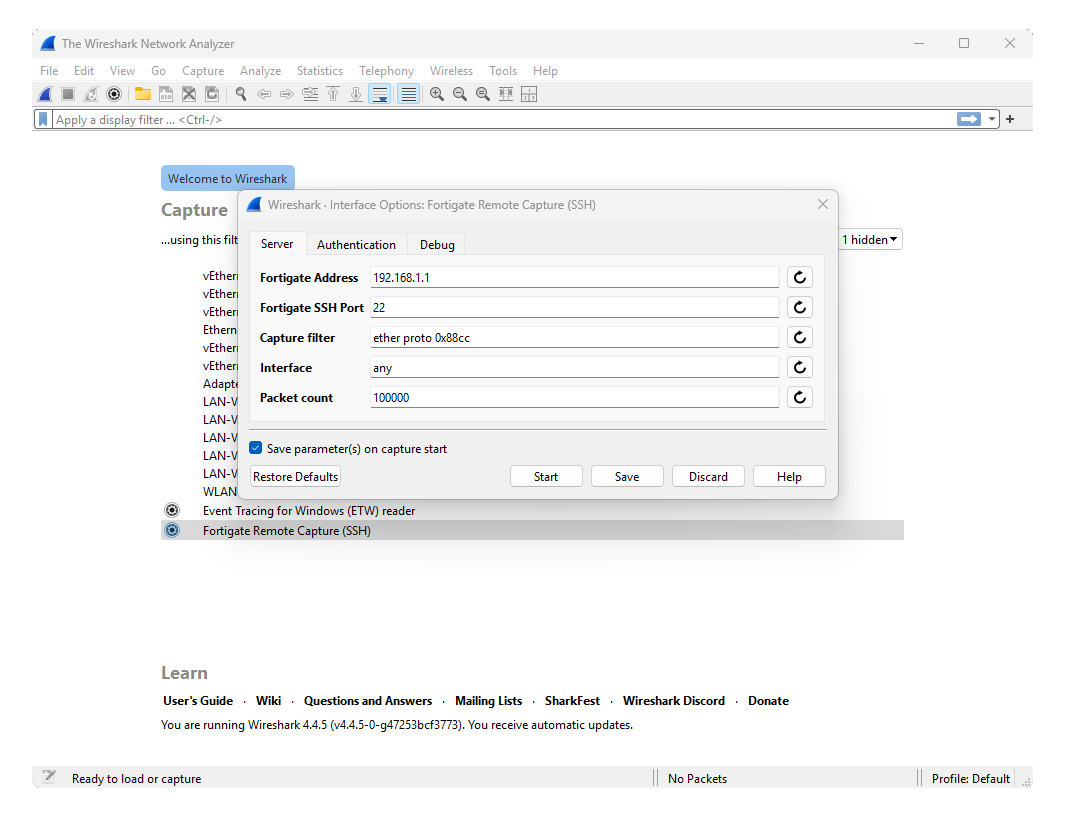 The Wireshark Network Analyzer
File Edit View Go Capture Analyze Statistics Telephony Wireless Tools Help
Apply a display filter ... <Ctrl-/>
Welcome to Wireshark
Capture
...using this filt
1 hidden
Wireshark · Interface Options: Fortigate Remote Capture (SSH)
Server Authentication Debug
Fortigate Address 192.168.1.1
Fortigate SSH Port 22
Capture filter ether proto 0x88cc
Interface any
Packet count 100000
Save parameter(s) on capture start
Restore Defaults Start Save Discard Help
vEther
vEther
vEther
Ethern
vEther
vEther
Adapte
LAN-V
LAN-V
LAN-V
LAN-V
LAN-V
WLAN
Event Tracing for Windows (ETW) reader
Fortigate Remote Capture (SSH)
Learn
User's Guide · Wiki · Questions and Answers · Mailing Lists · SharkFest · Wireshark Discord · Donate
You are running Wireshark 4.4.5 (v4.4.5-0-g47253bcf3773). You receive automatic updates.
Ready to load or capture No Packets Profile: Default